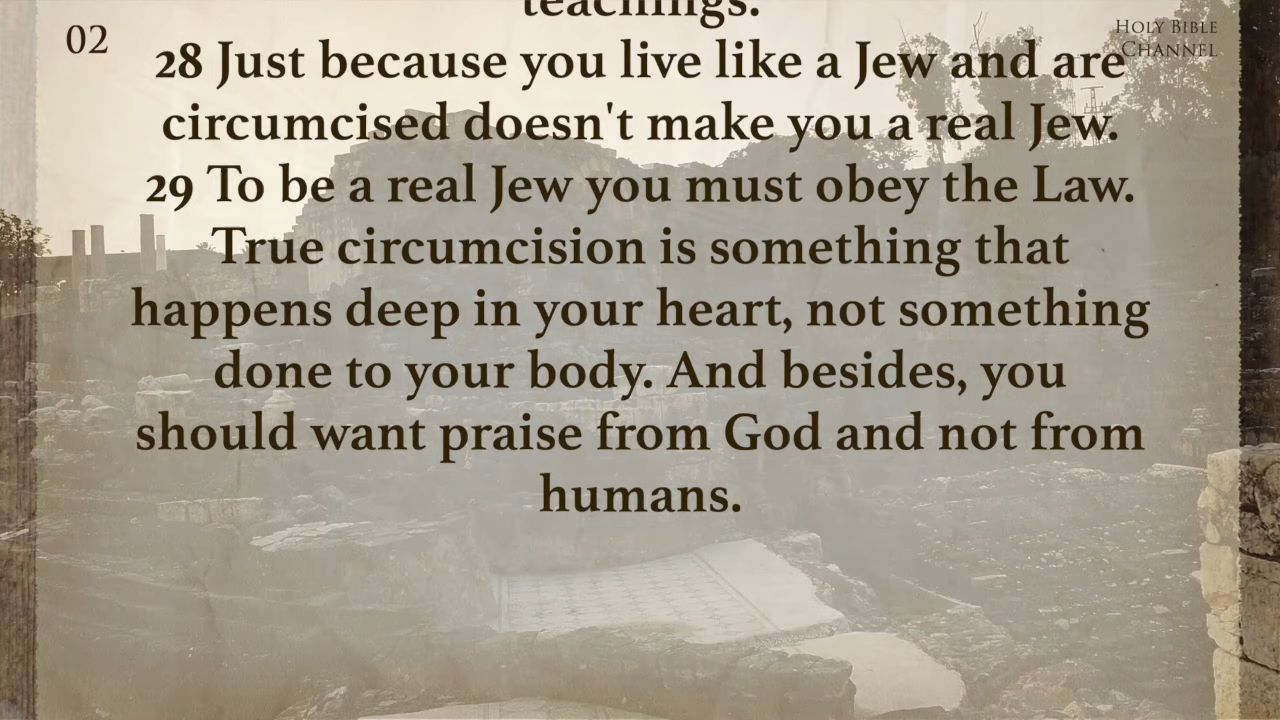 teachings.
02
HOLY BIBLE
CHANNEL
28 Just because you live like a Jew and are
circumcised doesn't make you a real Jew.
29 To be a real Jew you must obey the Law.
True circumcision is something that
happens deep in your heart, not something
done to your body. And besides, you
should want praise from God and not from
humans.